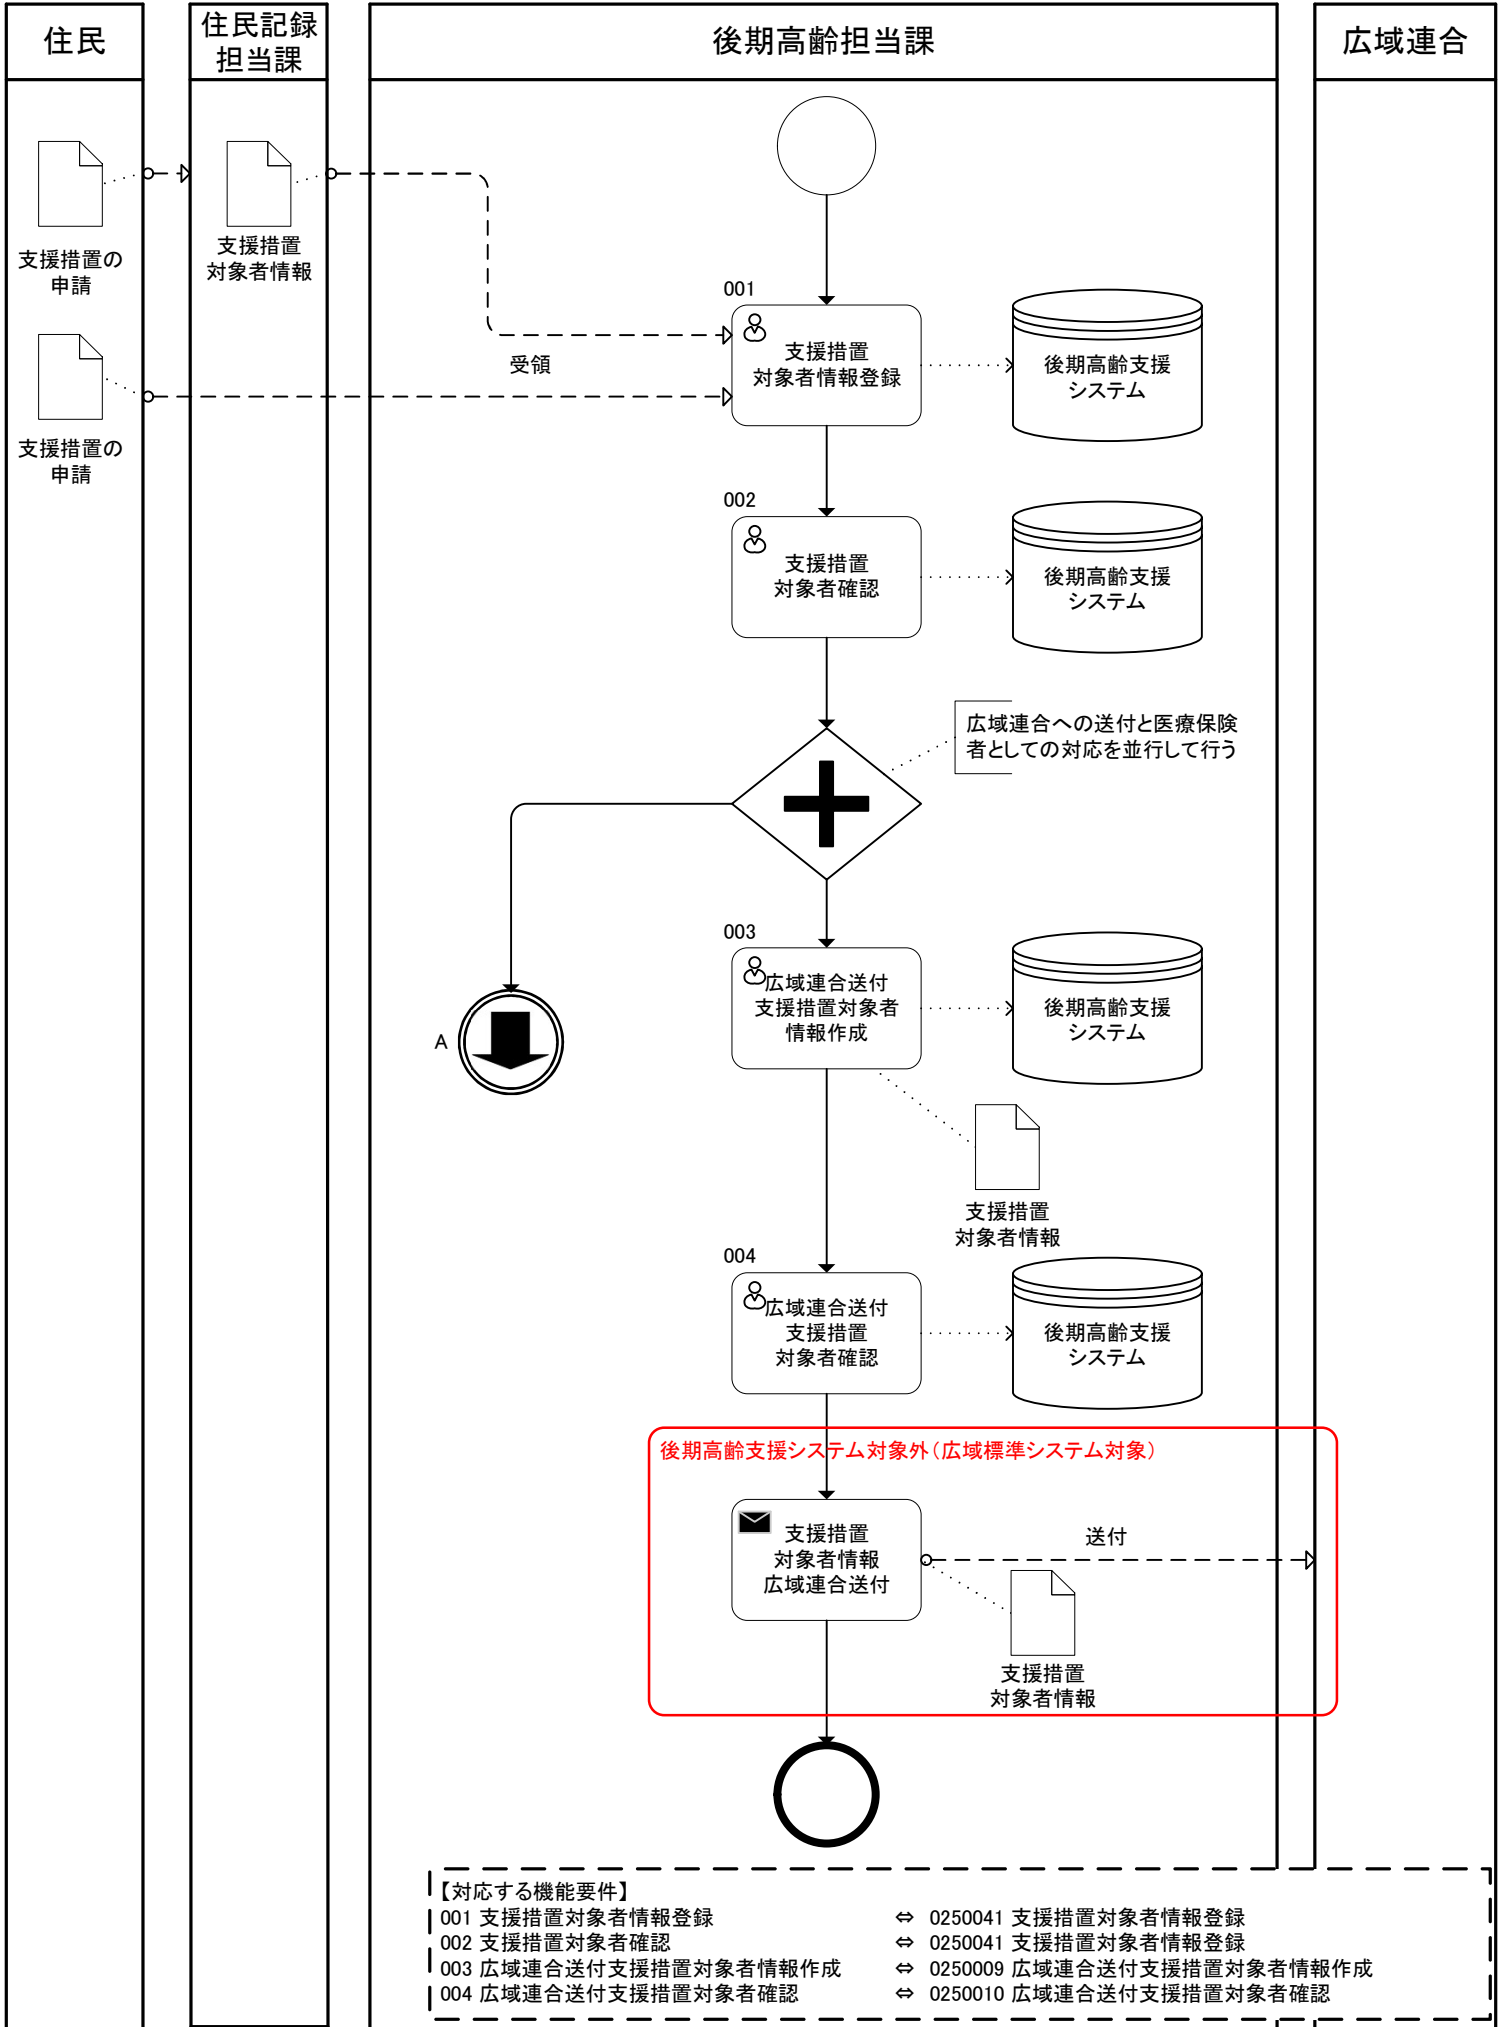 住民
住民記録
担当課
後期高齢担当課
広域連合
支援措置の
申請
支援措置
対象者情報
支援措置の
申請
受領
001
支援措置
対象者情報登録
後期高齢支援
システム
002
支援措置
対象者確認
後期高齢支援
システム
広域連合への送付と医療保険
者としての対応を並行して行う
003
広域連合送付
支援措置対象者
情報作成
後期高齢支援
システム
A
支援措置
対象者情報
004
広域連合送付
支援措置
対象者確認
後期高齢支援
システム
後期高齢支援システム対象外（広域標準システム対象）
支援措置
対象者情報
広域連合送付
送付
支援措置
対象者情報
【対応する機能要件】
001 支援措置対象者情報登録 ⇔ 0250041 支援措置対象者情報登録
002 支援措置対象者確認 ⇔ 0250041 支援措置対象者情報登録
003 広域連合送付支援措置対象者情報作成 ⇔ 0250009 広域連合送付支援措置対象者情報作成
004 広域連合送付支援措置対象者確認 ⇔ 0250010 広域連合送付支援措置対象者確認